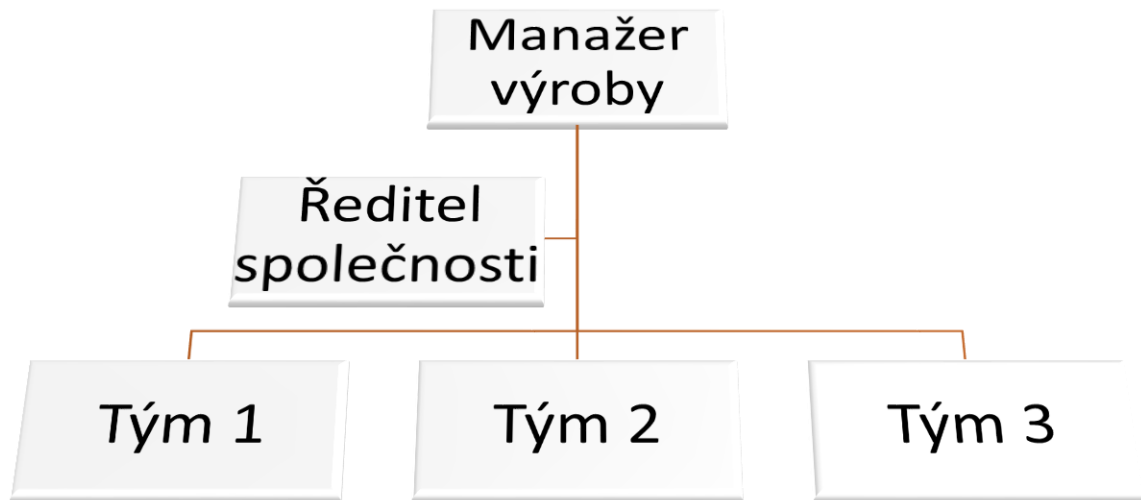 Manažer
výroby
Ředitel
společnosti
Tým 1
Tým 2
Tým 3